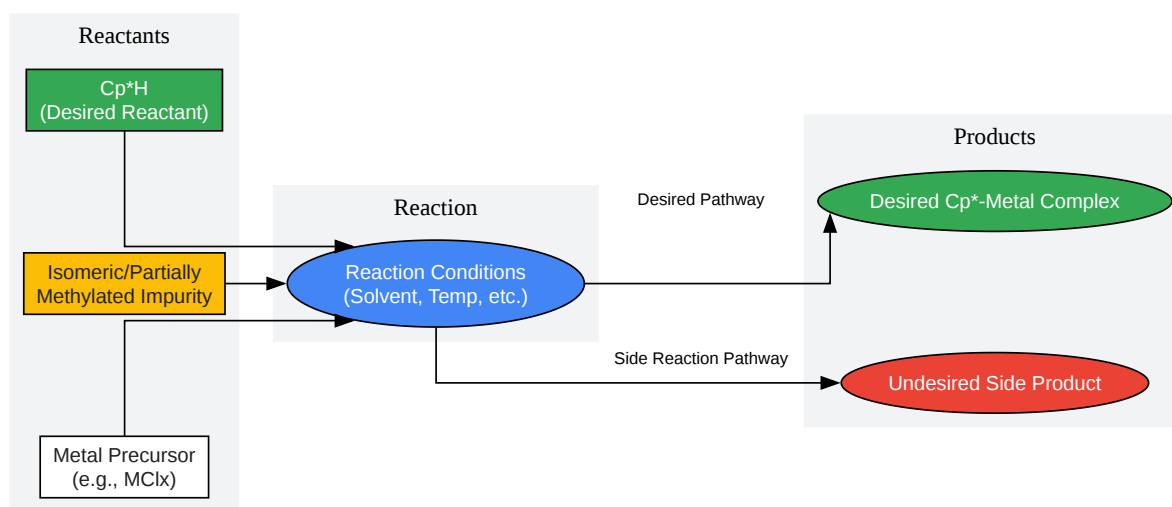 Reactants
Cp*H
(Desired Reactant)
Isomeric/Partially
Methylated Impurity
Metal Precursor
(e.g., MClx)
Reaction
Reaction Conditions
(Solvent, Temp, etc.)
Desired Pathway
Side Reaction Pathway
Products
Desired Cp*-Metal Complex
Undesired Side Product